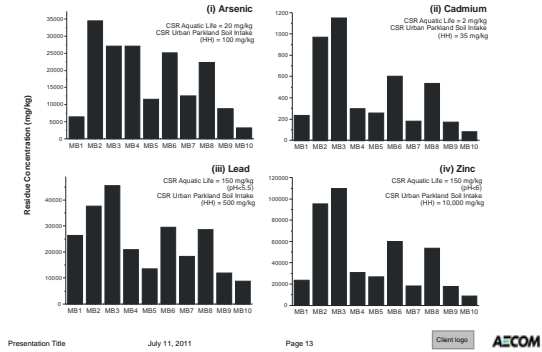 (i) Arsenic
CSR Aquatic Life = 20 mg/kg
CSR Urban Parkland Soil Intake
(HH) = 100 mg/kg
35000
30000
25000
20000
15000
10000
5000
0
MB1 MB2 MB3 MB4 MB5 MB6 MB7 MB8 MB9 MB10
(ii) Cadmium
CSR Aquatic Life = 2 mg/kg
CSR Urban Parkland Soil Intake
(HH) = 35 mg/kg
1200
1000
800
600
400
200
0
MB1 MB2 MB3 MB4 MB5 MB6 MB7 MB8 MB9 MB10
Residue Concentration (mg/kg)
(iii) Lead
CSR Aquatic Life = 150 mg/kg
(pH<5.5)
CSR Urban Parkland Soil Intake
(HH) = 500 mg/kg
40000
30000
20000
10000
0
MB1 MB2 MB3 MB4 MB5 MB6 MB7 MB8 MB9 MB10
(iv) Zinc
CSR Aquatic Life = 150 mg/kg
(pH<6)
CSR Urban Parkland Soil Intake
(HH) = 10,000 mg/kg
120000
100000
80000
60000
40000
20000
0
MB1 MB2 MB3 MB4 MB5 MB6 MB7 MB8 MB9 MB10
Presentation Title July 11, 2011 Page 13
Client logo
AECOM